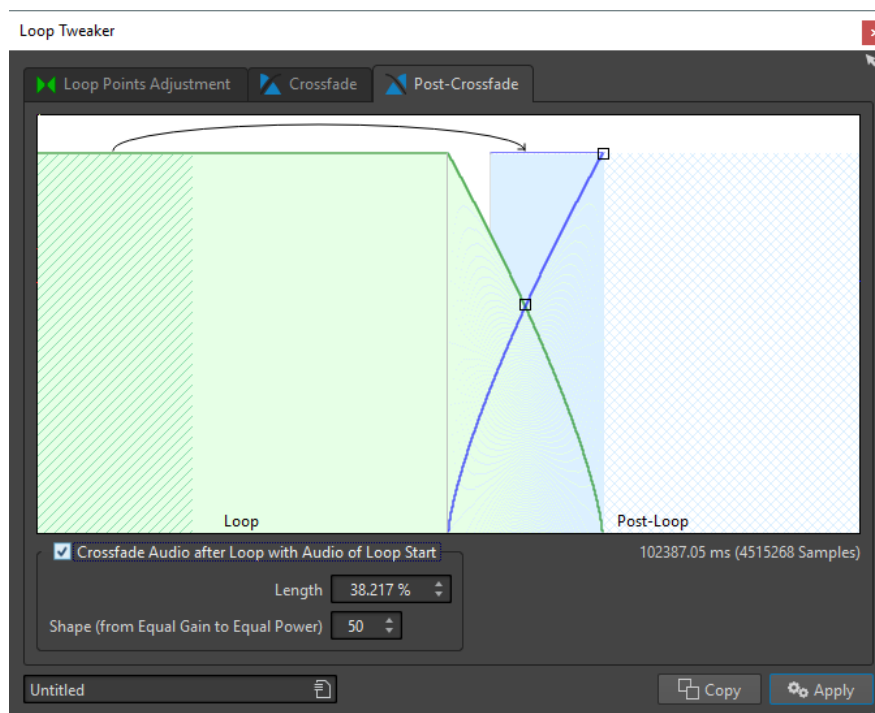 Loop Tweaker
Loop Points Adjustment
Crossfade
Post-Crossfade
Loop
Post-Loop
Crossfade Audio after Loop with Audio of Loop Start
102387.05 ms (4515268 Samples)
Length 38.217 %
Shape (from Equal Gain to Equal Power) 50
Untitled
Copy
Apply